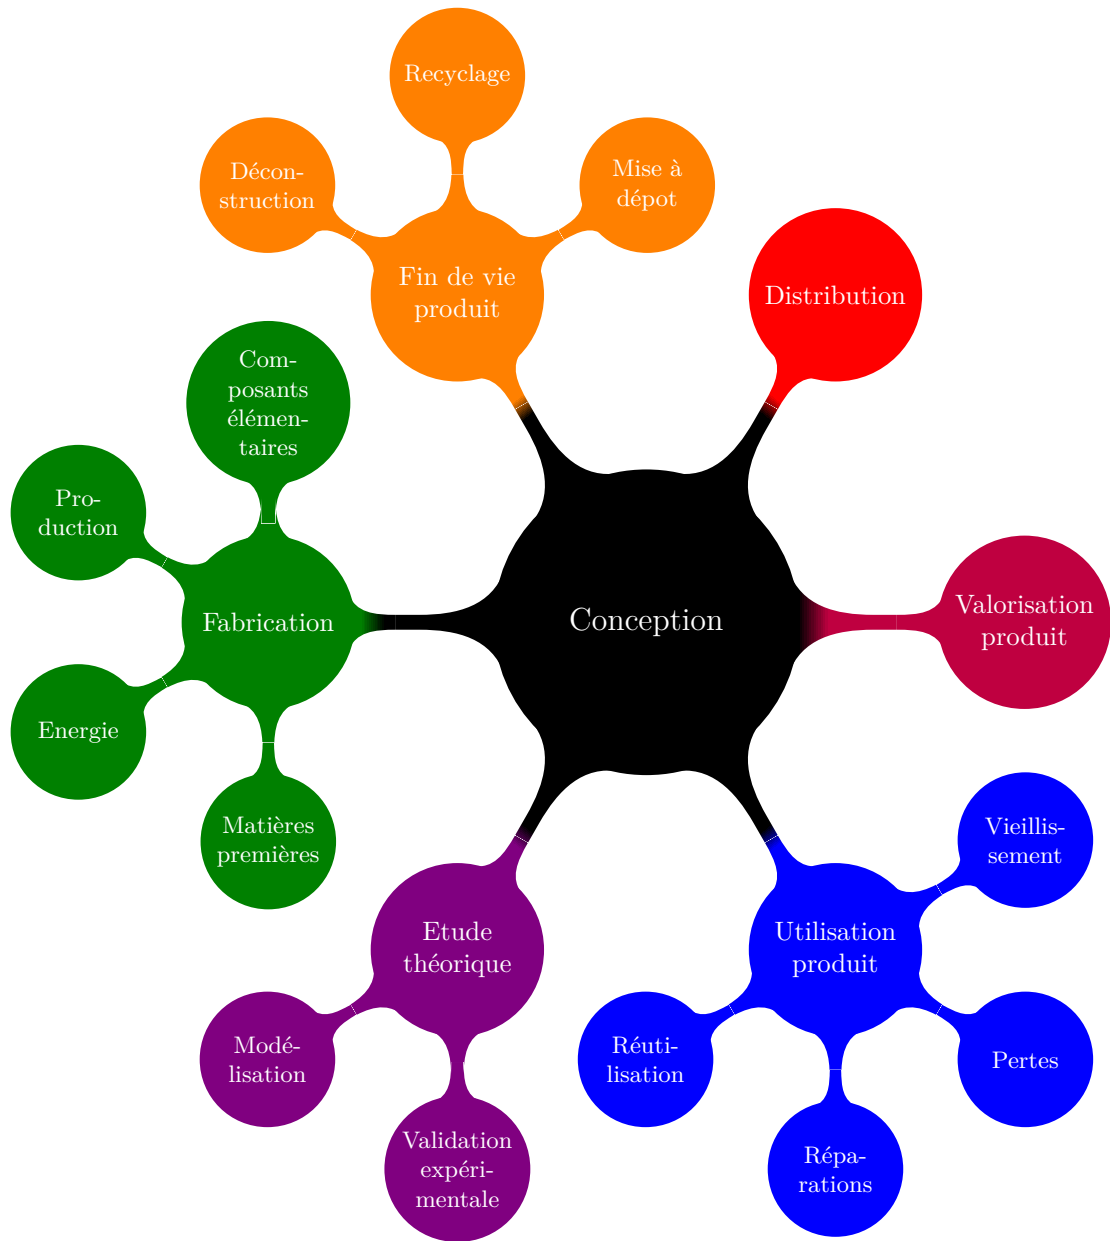 Recyclage
Décon-
struction
Mise à
dépot
Fin de vie
produit
Distribution
Com-
posants
élémen-
taires
Pro-
duction
Fabrication
Conception
Valorisation
produit
Energie
Matières
premières
Vieillis-
sement
Etude
théorique
Utilisation
produit
Modé-
lisation
Réuti-
lisation
Pertes
Validation
expéri-
mentale
Répa-
rations